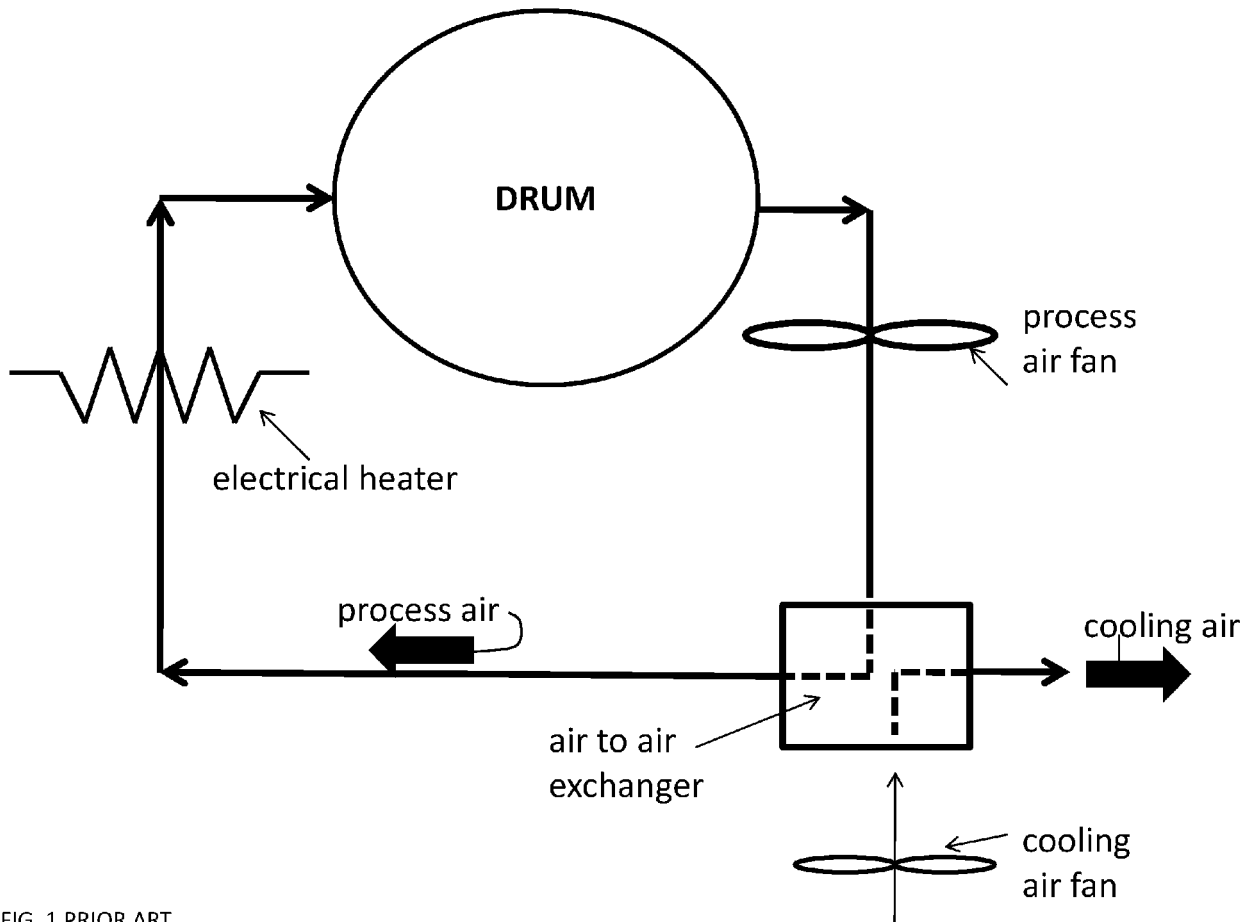 DRUM
process
air fan
electrical heater
process air
cooling air
air to air
exchanger
cooling
air fan
FIG. 1 PRIOR ART